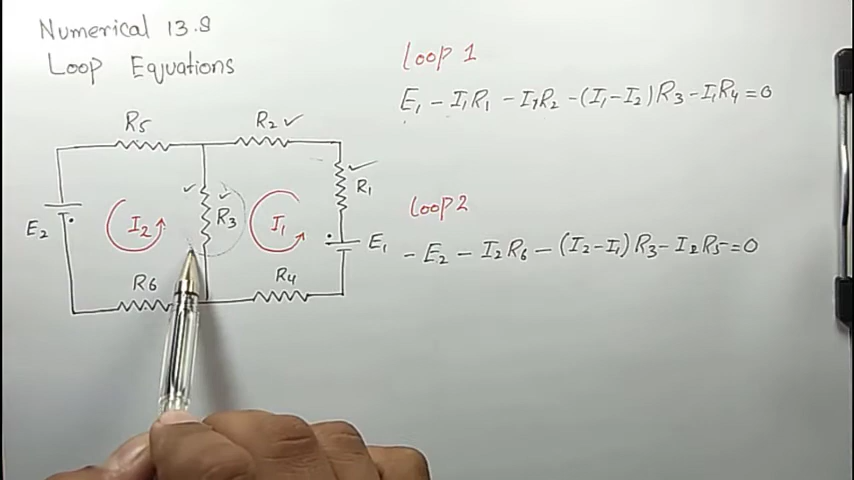 Numerical 13.8
Loop Equations
Loop 1
E₁ - I₁R₁ - I₁R₂ - (I₁-I₂)R₃ - I₁R₄ = 0
R₅
R₂ ✓
R₁
R₃
E₂
I₂
I₁
E₁
R₆
R₄
Loop 2
- E₂ - I₂R₆ - (I₂-I₁)R₃ - I₂R₅ = 0